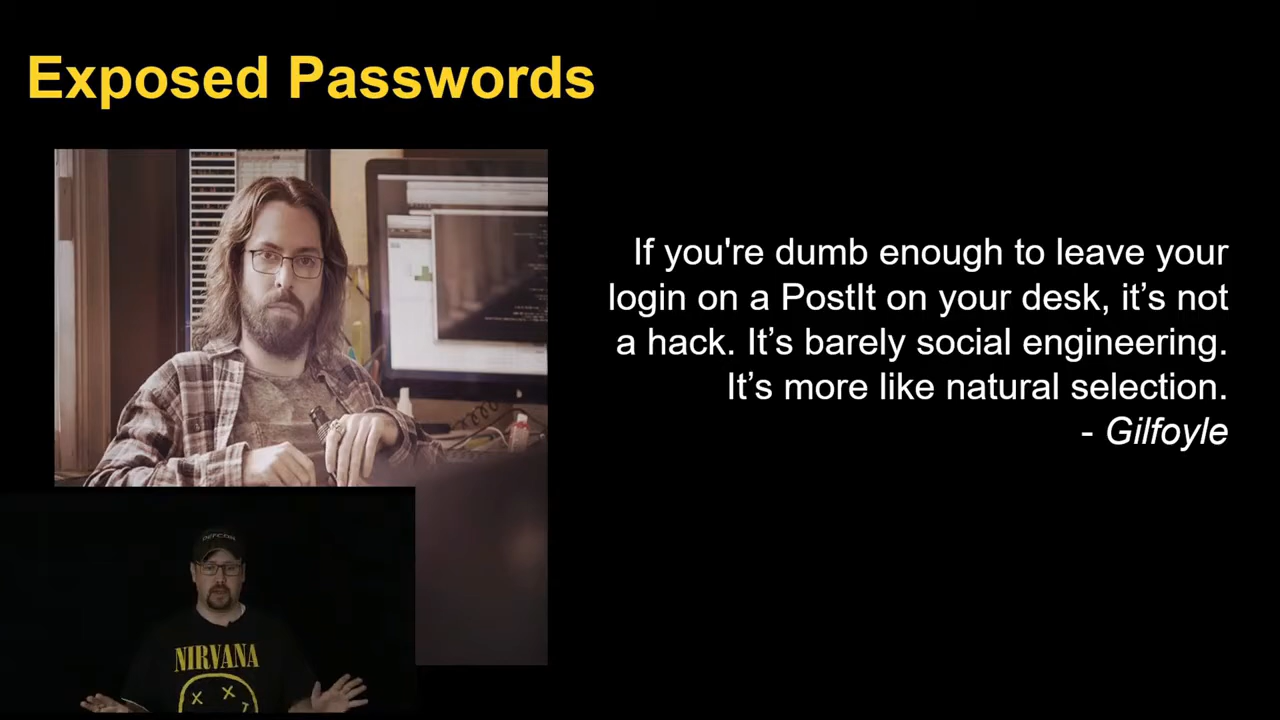 Exposed Passwords
If you're dumb enough to leave your
login on a PostIt on your desk, it’s not
a hack. It’s barely social engineering.
It’s more like natural selection.
- Gilfoyle
DEFCON
NIRVANA